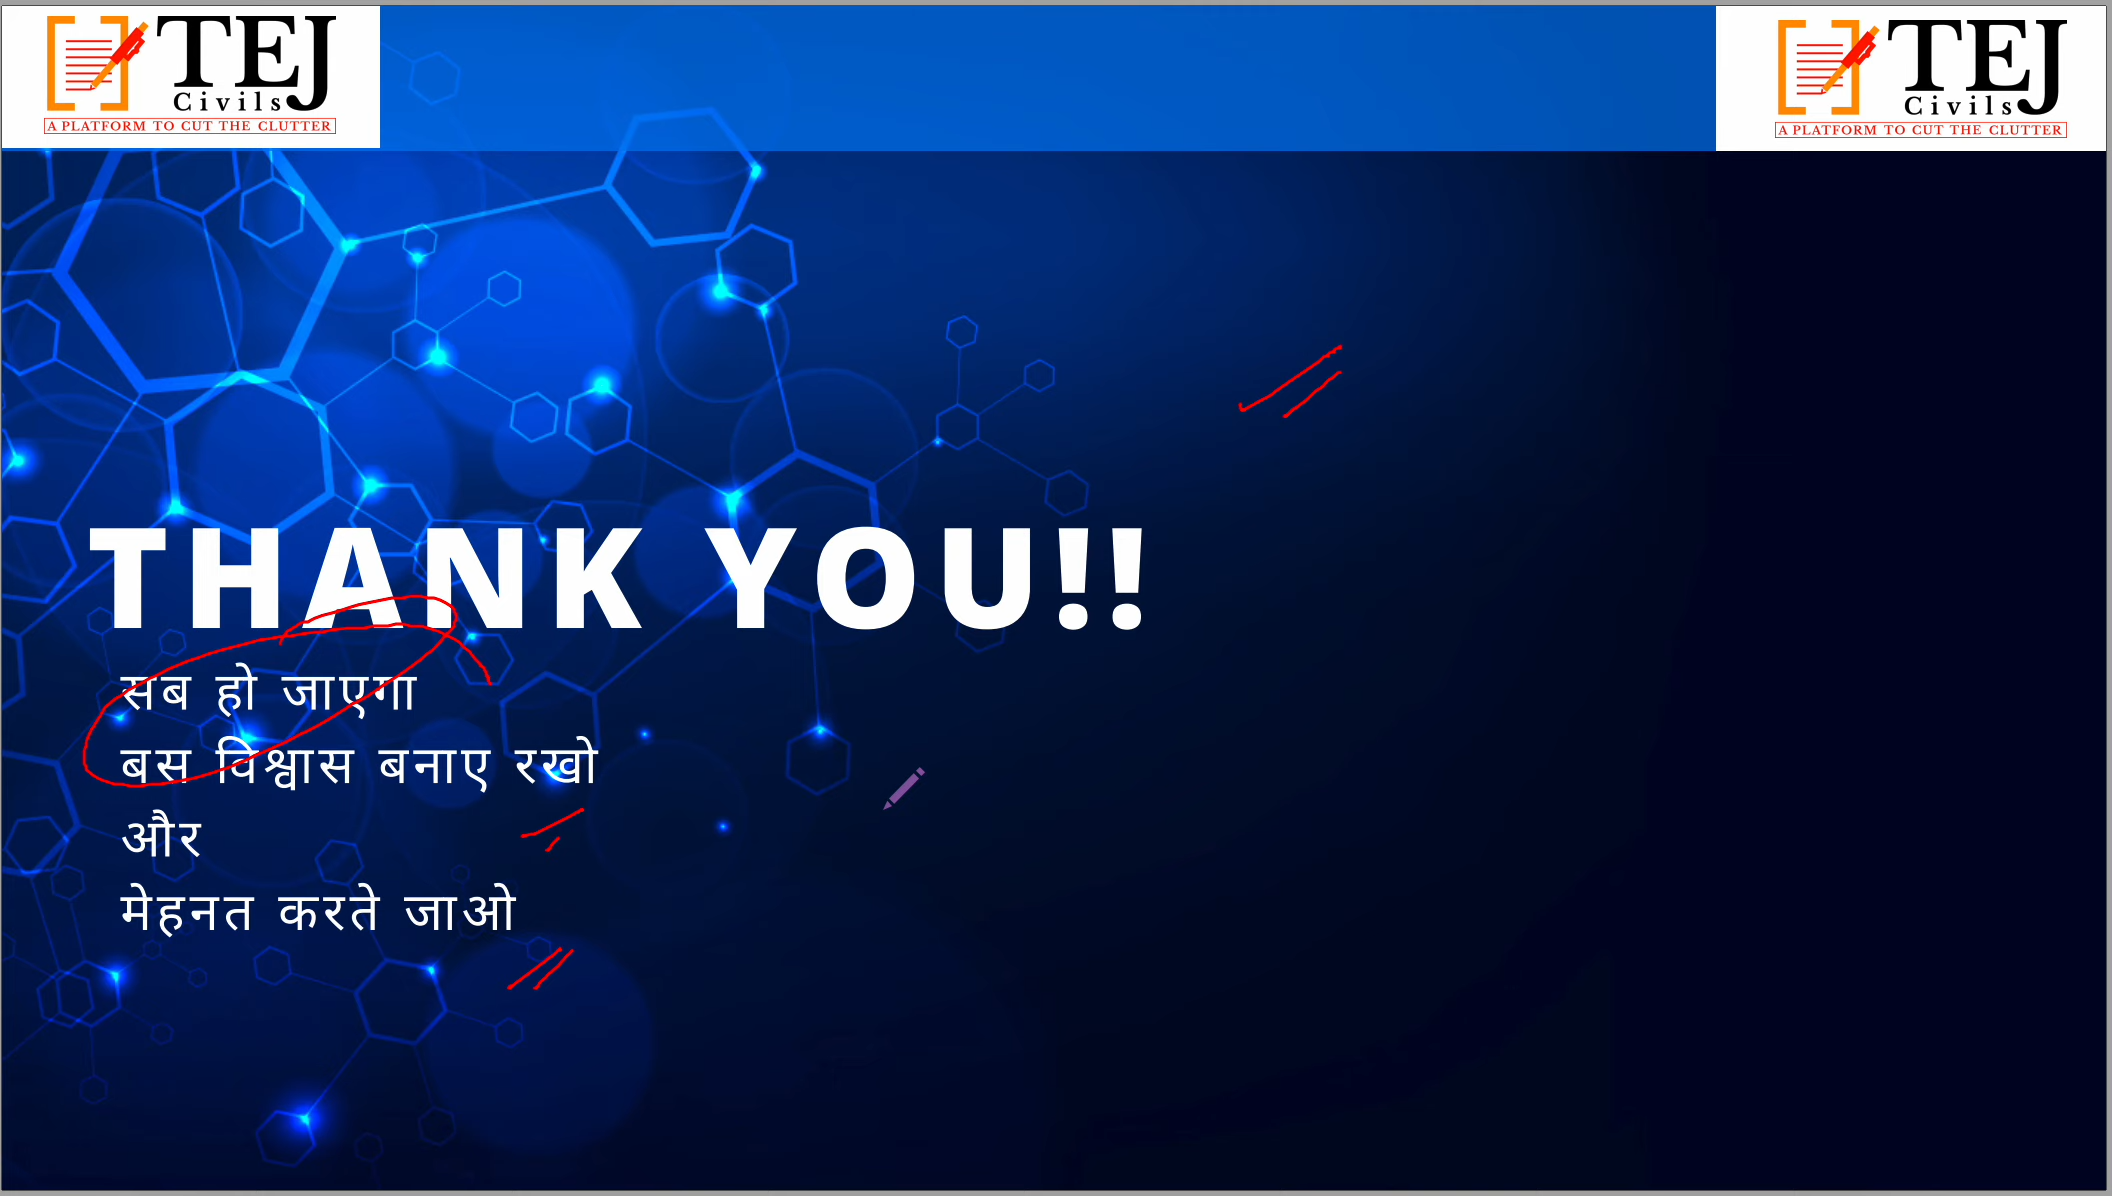 TEJ
Civils
A PLATFORM TO CUT THE CLUTTER
TEJ
Civils
A PLATFORM TO CUT THE CLUTTER
THANK YOU!!
सब हो जाएगा
बस विश्वास बनाए रखो
और
मेहनत करते जाओ